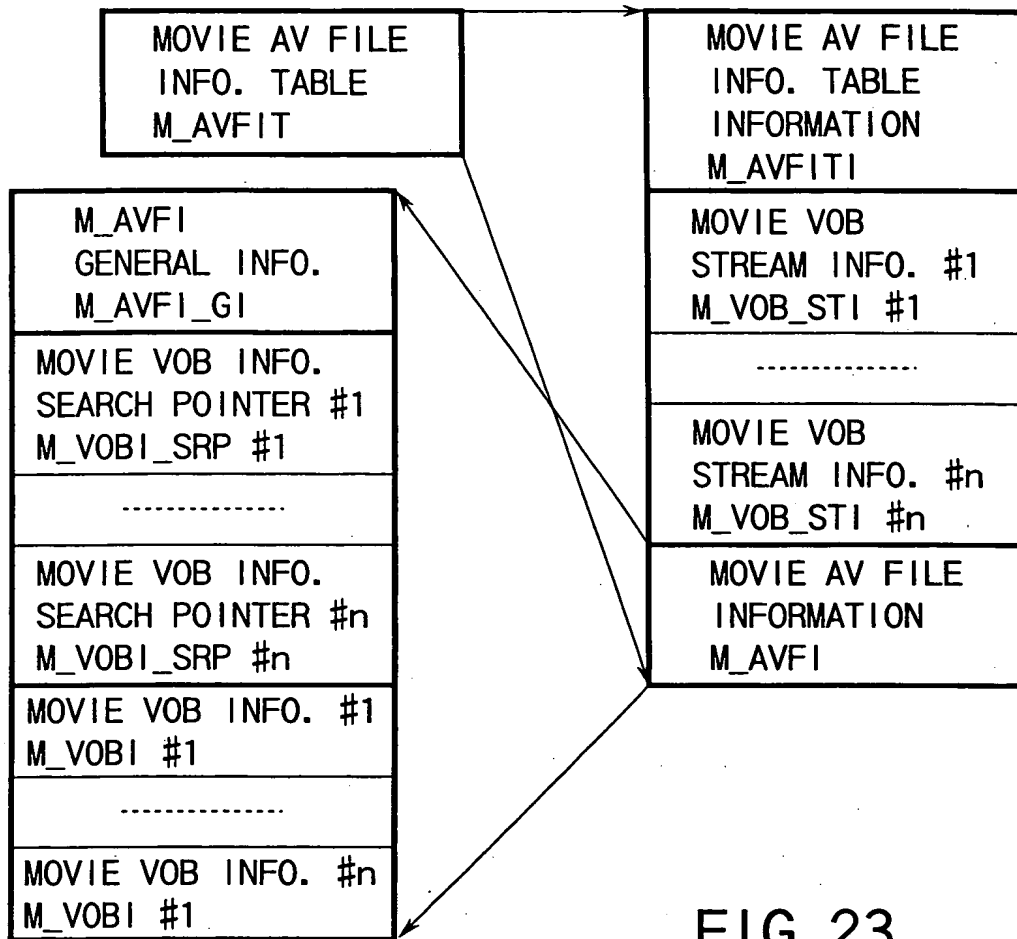 MOVIE AV FILE
INFO. TABLE
M_AVFIT
MOVIE AV FILE
INFO. TABLE
INFORMATION
M_AVFITI
MOVIE VOB
STREAM INFO. #1
M_VOB_STI #1
MOVIE VOB
STREAM INFO. #n
M_VOB_STI #n
MOVIE AV FILE
INFORMATION
M_AVFI
M_AVFI
GENERAL INFO.
M_AVFI_GI
MOVIE VOB INFO.
SEARCH POINTER #1
M_VOBI_SRP #1
MOVIE VOB INFO.
SEARCH POINTER #n
M_VOBI_SRP #n
MOVIE VOB INFO. #1
M_VOBI #1
MOVIE VOB INFO. #n
M_VOBI #1
FIG. 23